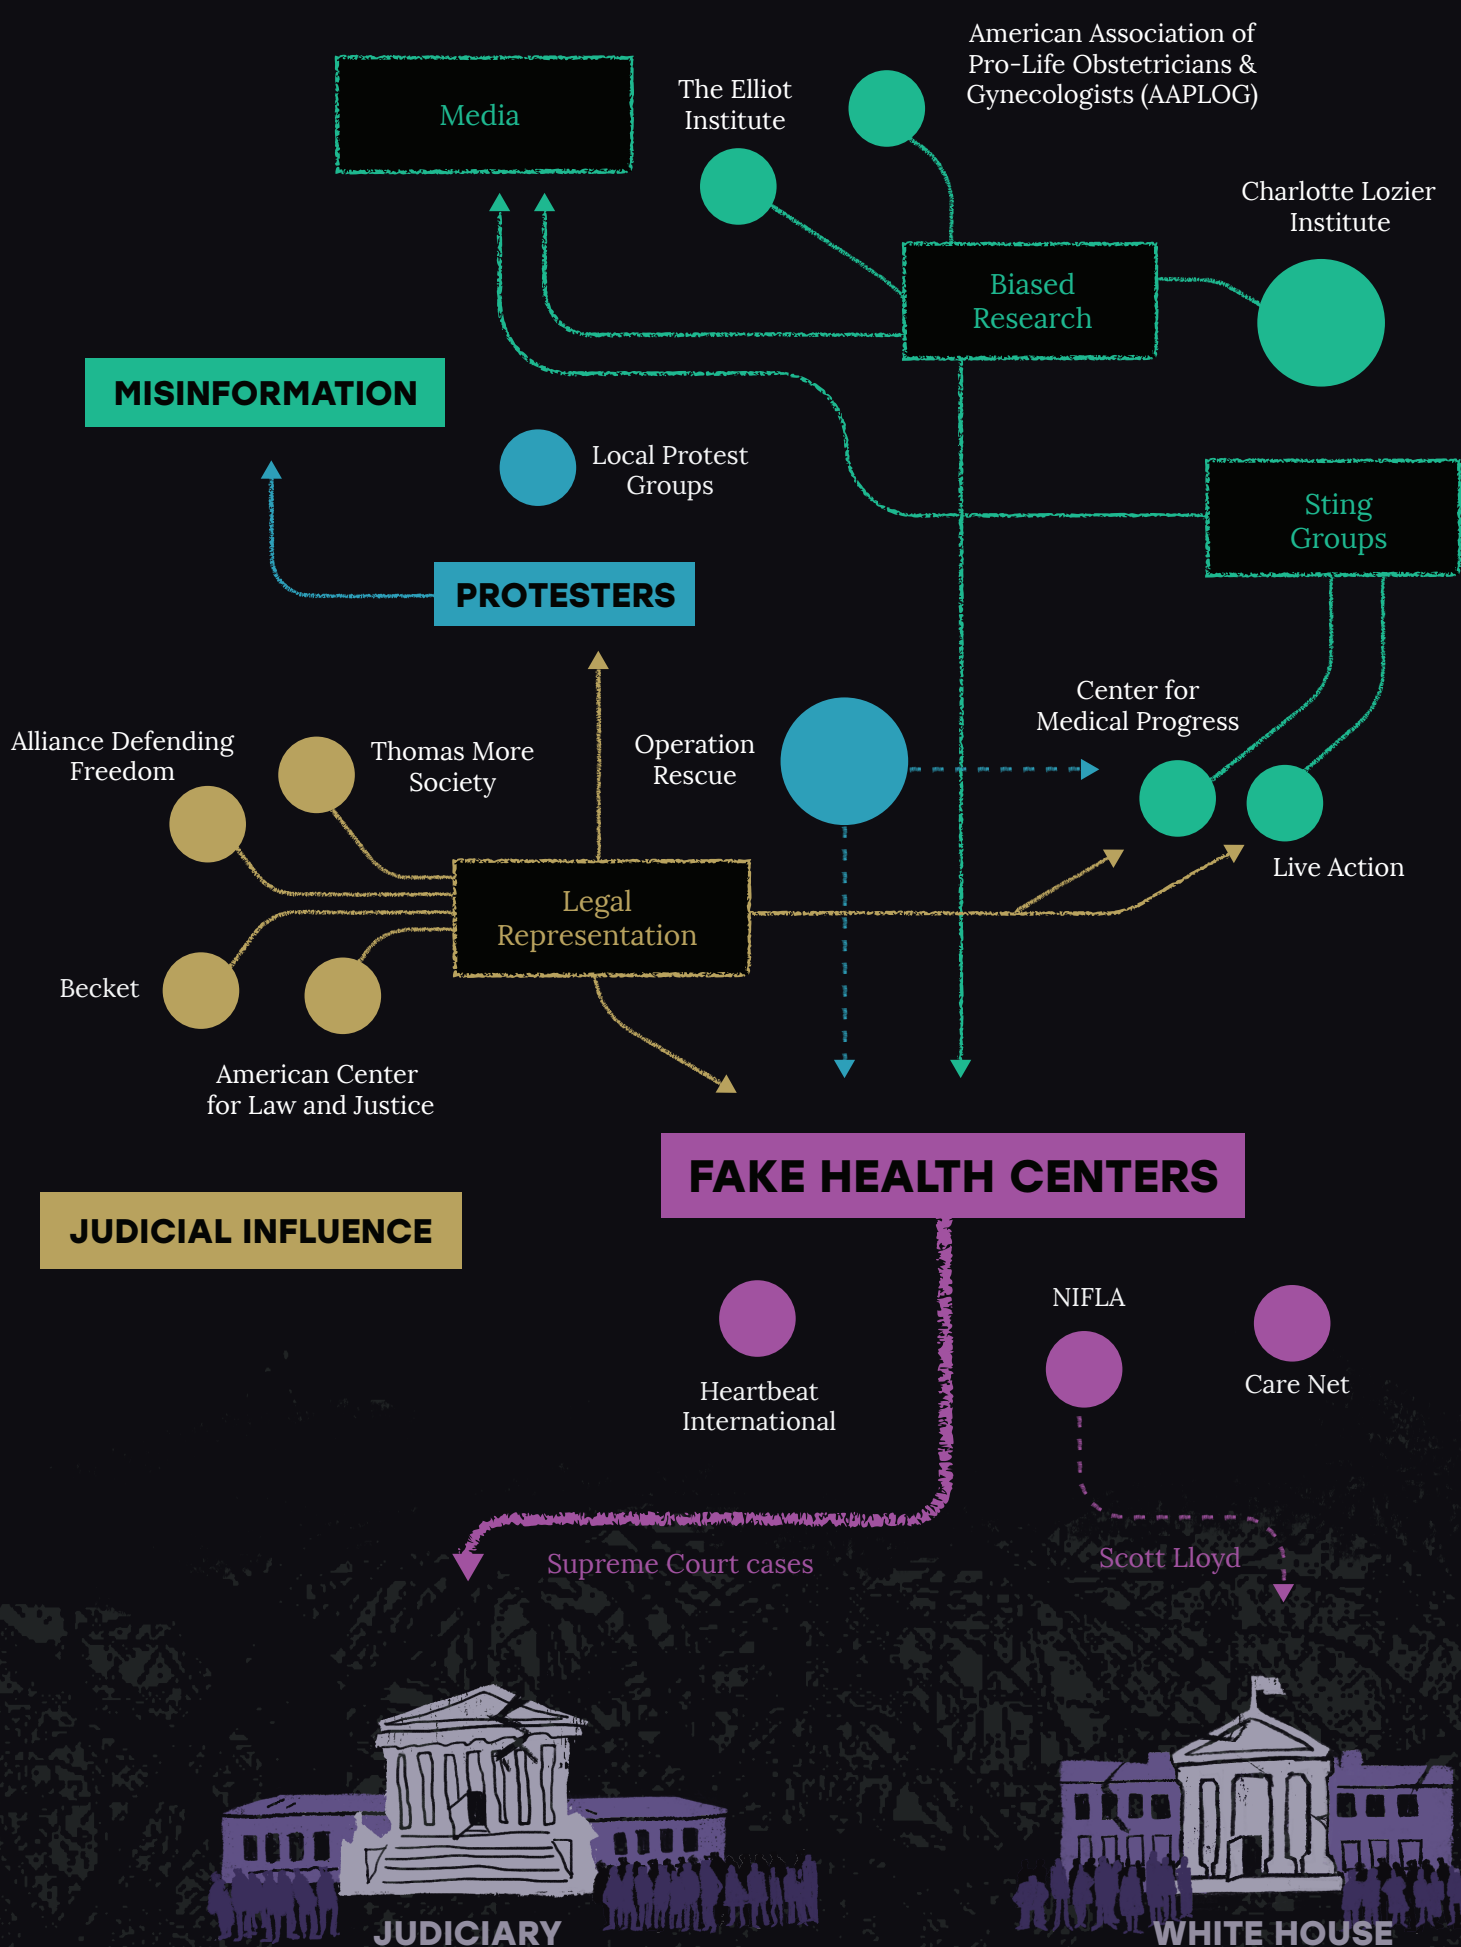 American Association of
Pro-Life Obstetricians &
Gynecologists (AAPLOG)
The Elliot
Institute
Media
Charlotte Lozier
Institute
Biased
Research
MISINFORMATION
Local Protest
Groups
Sting
Groups
PROTESTERS
Center for
Medical Progress
Alliance Defending
Freedom
Thomas More
Society
Operation
Rescue
Live Action
Legal
Representation
Becket
American Center
for Law and Justice
FAKE HEALTH CENTERS
JUDICIAL INFLUENCE
NIFLA
Heartbeat
International
Care Net
Supreme Court cases
Scott Lloyd
JUDICIARY
WHITE HOUSE